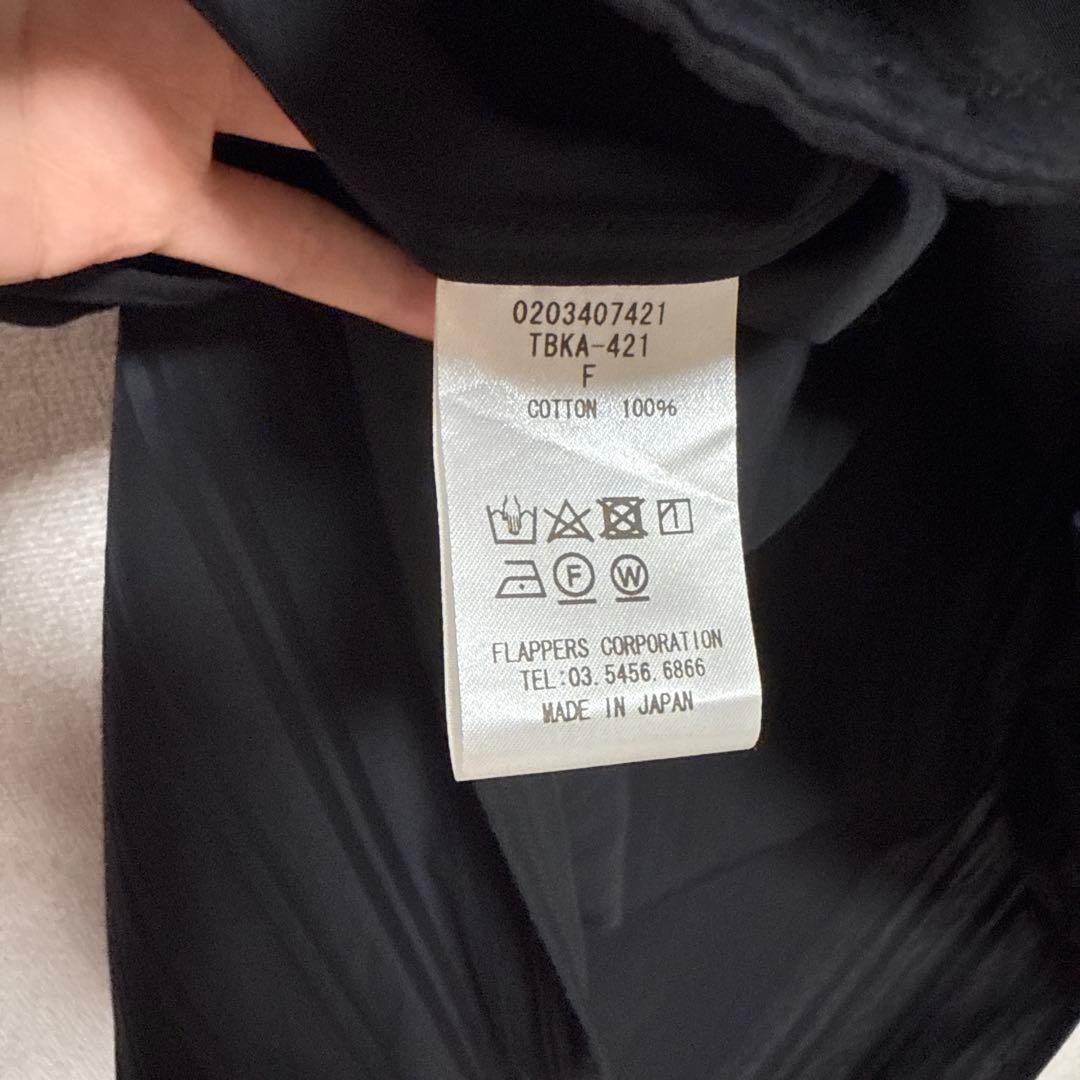 0203407421
TBKA-421
F
COTTON 100%
F W
FLAPPERS CORPORATION
TEL:03.5456.6866
MADE IN JAPAN